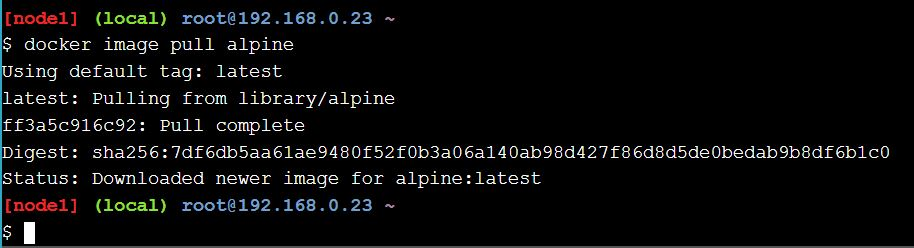 [node1] (local) root@192.168.0.23 ~
$ docker image pull alpine
Using default tag: latest
latest: Pulling from library/alpine
ff3a5c916c92: Pull complete
Digest: sha256:7df6db5aa61ae9480f52f0b3a06a140ab98d427f86d8d5de0bedab9b8df6b1c0
Status: Downloaded newer image for alpine:latest
[node1] (local) root@192.168.0.23 ~
$